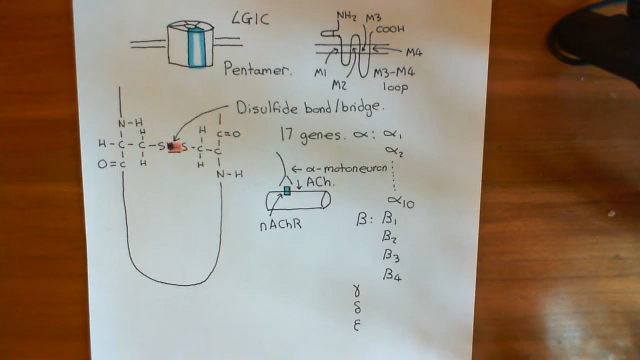 LGIC
Pentamer.
NH₂
M3
COOH
M4
M1
M2
M3-M4
loop
Disulfide bond/bridge.
N-H
H
H-C-C-S
S-C-C
O=C
H
H
C=O
H
N-H
17 genes.
α: α₁
α₂
α₁₀
β: β₁
β₂
β₃
β₄
γ
δ
ε
α-motoneuron
ACh.
nAChR